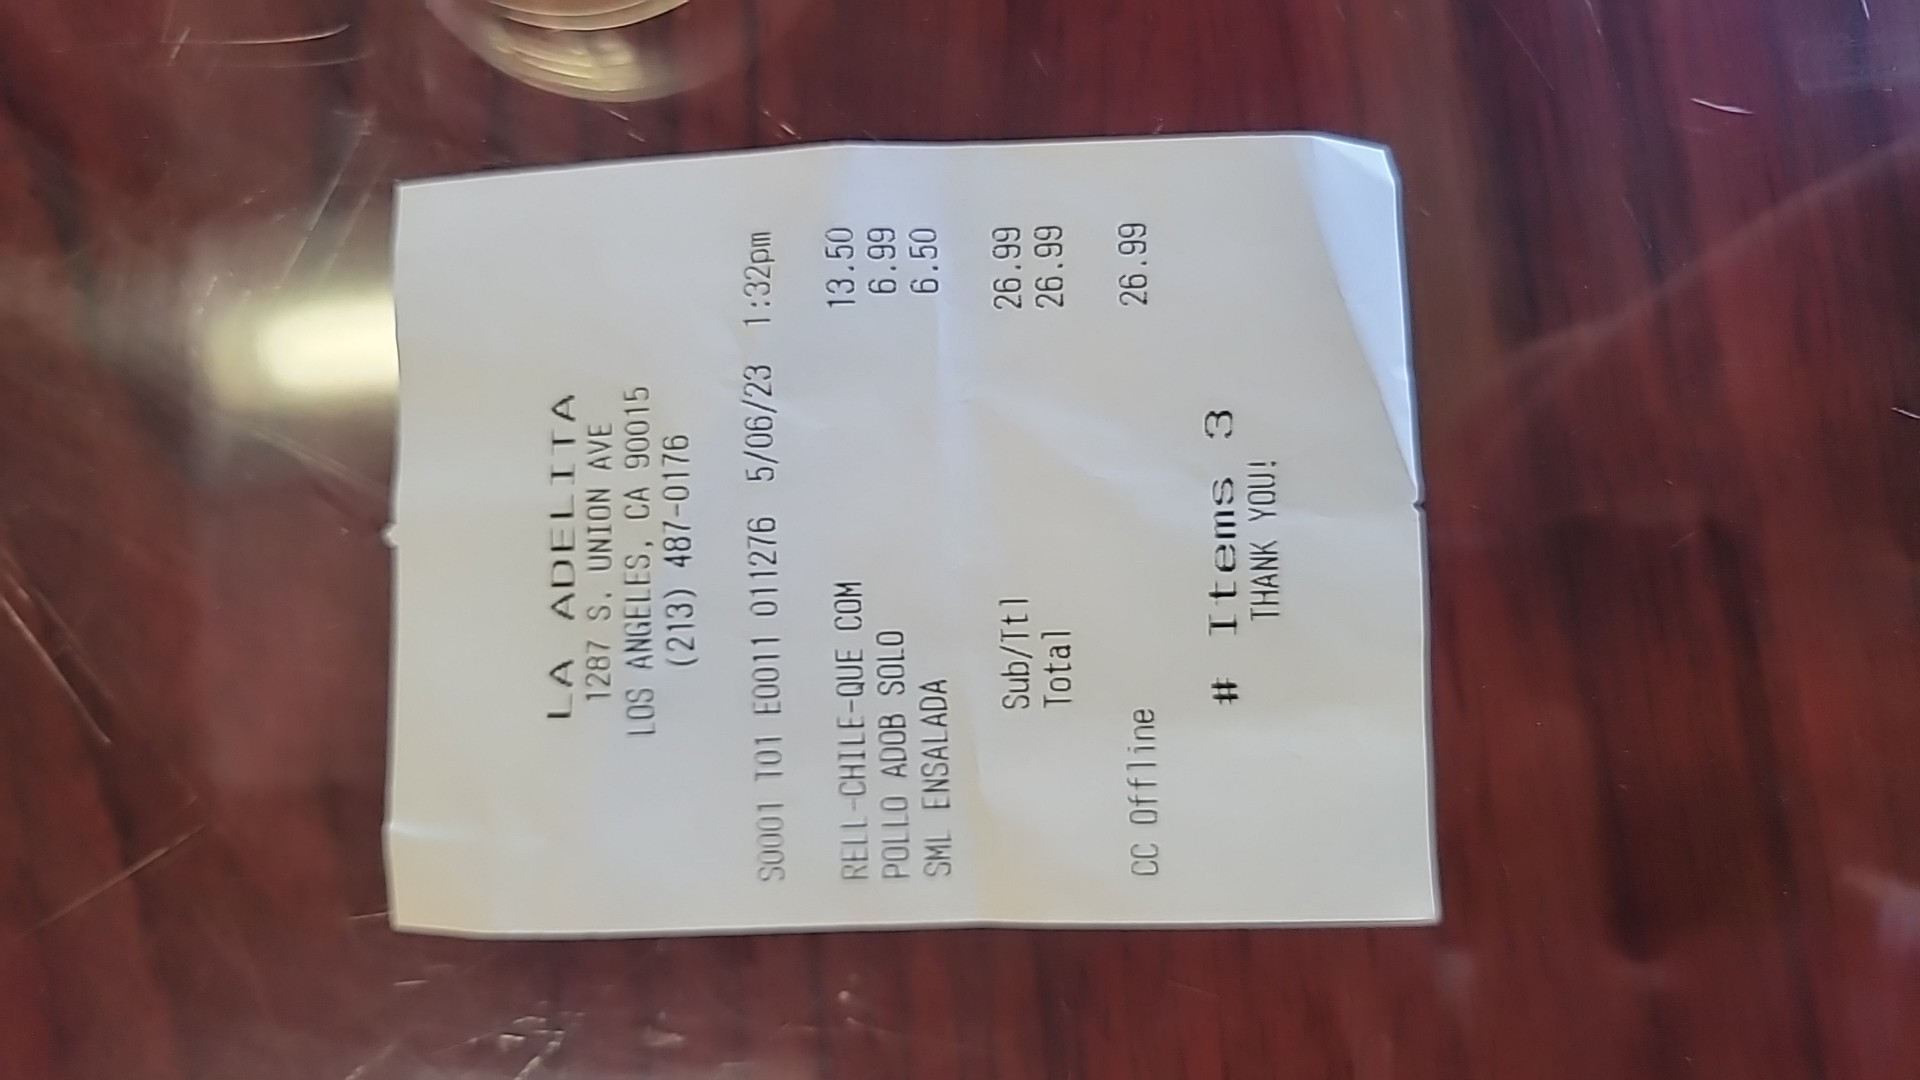 LA ADELITA
1287 S. UNION AVE
LOS ANGELES, CA 90015
(213) 487-0176
S0001 T01 E0011 011276 5/06/23 1:32pm
RELL-CHILE-QUE COM 13.50
POLLO ADOB SOLO 6.99
SML ENSALADA 6.50
Sub/Ttl 26.99
Total 26.99
CC Offline 26.99
# Items 3
THANK YOU!